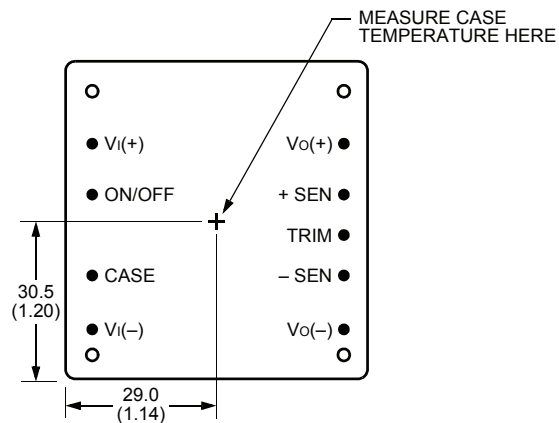 MEASURE CASE
TEMPERATURE HERE
VI(+)
VO(+)
ON/OFF
+ SEN
TRIM
CASE
– SEN
30.5
(1.20)
VI(–)
VO(–)
29.0
(1.14)